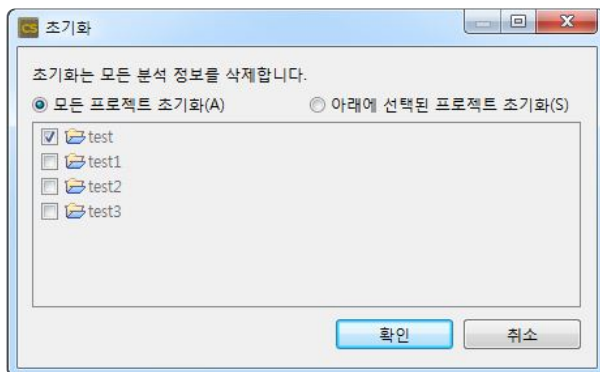 CS 초기화
초기화는 모든 분석 정보를 삭제합니다.
모든 프로젝트 초기화(A) 아래에 선택된 프로젝트 초기화(S)
test
test1
test2
test3
확인 취소